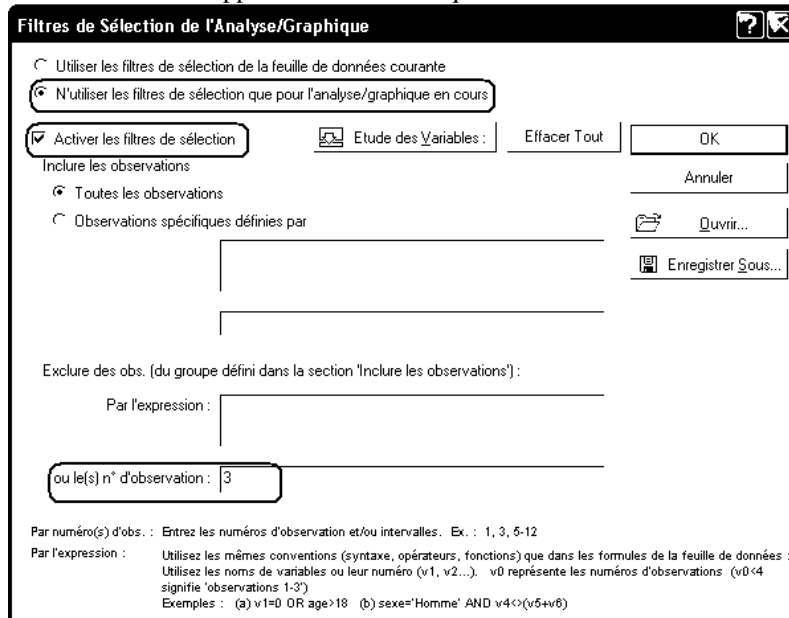 Filtres de Sélection de l'Analyse/Graphique
Utiliser les filtres de sélection de la feuille de données courante
N'utiliser les filtres de sélection que pour l'analyse/graphique en cours
Activer les filtres de sélection
Etude des Variables :
Effacer Tout
OK
Inclure les observations
Annuler
Toutes les observations
Observations spécifiques définies par
Ouvrir...
Enregistrer Sous...
Exclure des obs. (du groupe défini dans la section 'Inclure les observations') :
Par l'expression :
ou le(s) n° d'observation : 3
Par numéro(s) d'obs. : Entrez les numéros d'observation et/ou intervalles. Ex. : 1, 3, 5-12
Par l'expression : Utilisez les mêmes conventions (syntaxe, opérateurs, fonctions) que dans les formules de la feuille de données :
Utilisez les noms de variables ou leur numéro (v1, v2...). v0 représente les numéros d'observations (v0<4
signifie 'observations 1-3')
Exemples : (a) v1=0 OR age>18 (b) sexe='Homme' AND v4<>(v5+v6)